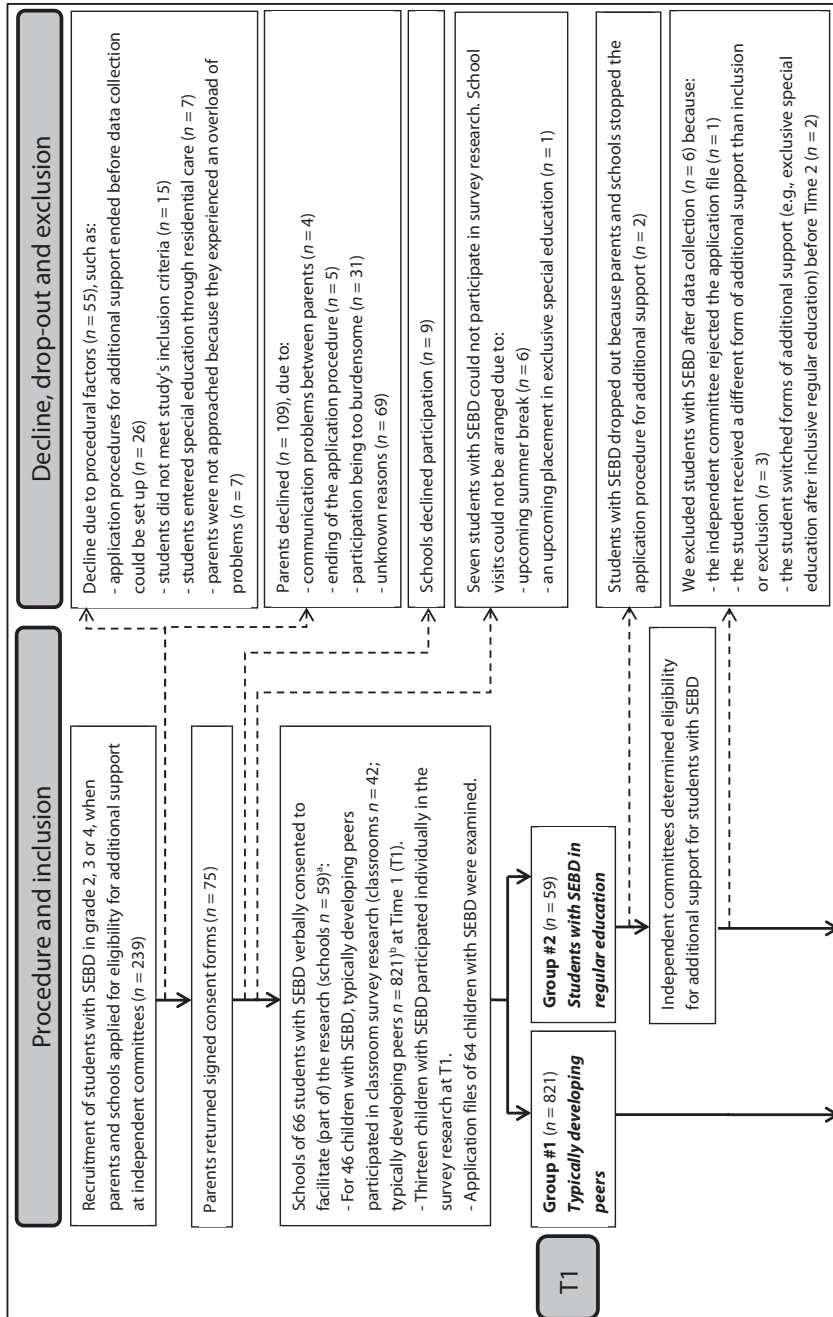 Procedure and inclusion
Decline, drop-out and exclusion
Recruitment of students with SEBD in grade 2, 3 or 4, when
parents and schools applied for eligibility for additional support
at independent committees (n = 239)
Decline due to procedural factors (n = 55), such as:
- application procedures for additional support ended before data collection
could be set up (n = 26)
- students did not meet study's inclusion criteria (n = 15)
- students entered special education through residential care (n = 7)
- parents were not approached because they experienced an overload of
problems (n = 7)
Parents declined (n = 109), due to:
- communication problems between parents (n = 4)
- ending of the application procedure (n = 5)
- participation being too burdensome (n = 31)
- unknown reasons (n = 69)
Parents returned signed consent forms (n = 75)
Schools declined participation (n = 9)
Seven students with SEBD could not participate in survey research. School
visits could not be arranged due to:
- upcoming summer break (n = 6)
- an upcoming placement in exclusive special education (n = 1)
Schools of 66 students with SEBD verbally consented to
facilitate (part of) the research (schools n = 59)ᵃ:
- For 46 children with SEBD, typically developing peers
participated in classroom survey research (classrooms n = 42;
typically developing peers n = 821)ᵇ at Time 1 (T1).
- Thirteen children with SEBD participated individually in the
survey research at T1.
- Application files of 64 children with SEBD were examined.
T1
Group #1 (n = 821)
Typically developing
peers
Group #2 (n = 59)
Students with SEBD in
regular education
Students with SEBD dropped out because parents and schools stopped the
application procedure for additional support (n = 2)
Independent committees determined eligibility
for additional support for students with SEBD
We excluded students with SEBD after data collection (n = 6) because:
- the independent committee rejected the application file (n = 1)
- the student received a different form of additional support than inclusion
or exclusion (n = 3)
- the student switched forms of additional support (e.g., exclusive special
education after inclusive regular education) before Time 2 (n = 2)